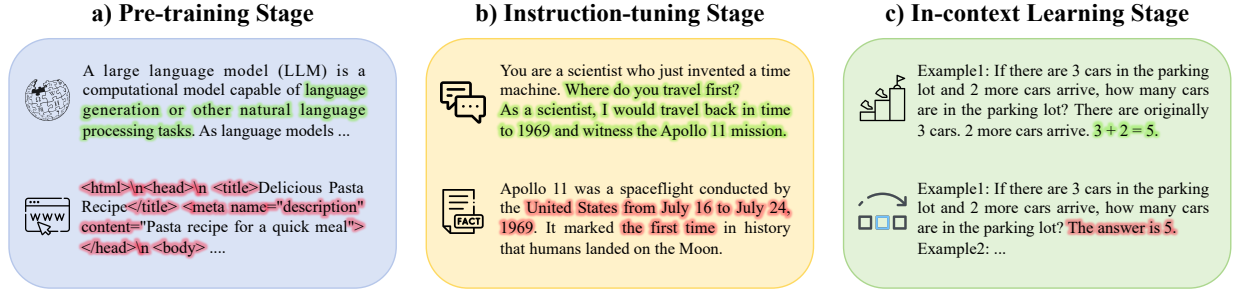 a) Pre-training Stage
A large language model (LLM) is a
computational model capable of language
generation or other natural language
processing tasks. As language models ...
WWW
<html>\n<head>\n <title>Delicious Pasta
Recipe</title> <meta name="description"
content="Pasta recipe for a quick meal">
</head>\n <body> ....
b) Instruction-tuning Stage
You are a scientist who just invented a time
machine. Where do you travel first?
As a scientist, I would travel back in time
to 1969 and witness the Apollo 11 mission.
FACT
Apollo 11 was a spaceflight conducted by
the United States from July 16 to July 24,
1969. It marked the first time in history
that humans landed on the Moon.
c) In-context Learning Stage
Example1: If there are 3 cars in the parking
lot and 2 more cars arrive, how many cars
are in the parking lot? There are originally
3 cars. 2 more cars arrive. 3 + 2 = 5.
Example1: If there are 3 cars in the parking
lot and 2 more cars arrive, how many cars
are in the parking lot? The answer is 5.
Example2: ...